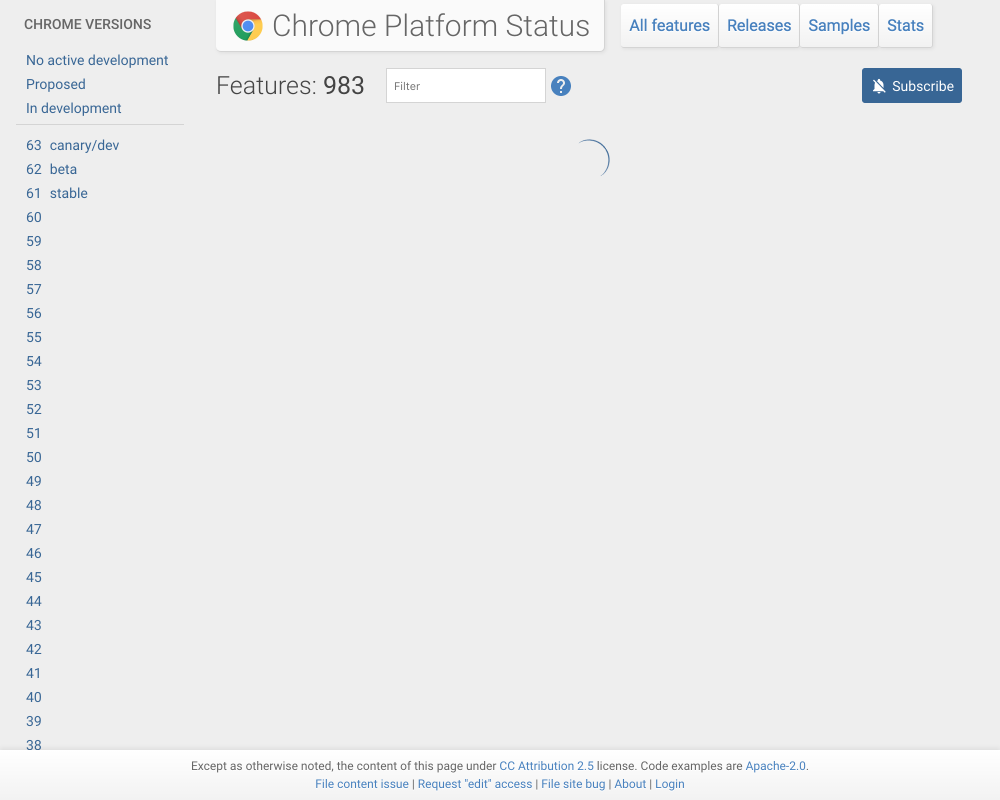 CHROME VERSIONS
No active development
Proposed
In development
63 canary/dev
62 beta
61 stable
60
59
58
57
56
55
54
53
52
51
50
49
48
47
46
45
44
43
42
41
40
39
38
Chrome Platform Status
All features
Releases
Samples
Stats
Features: 983
Filter
?
Subscribe
Except as otherwise noted, the content of this page under CC Attribution 2.5 license. Code examples are Apache-2.0.
File content issue | Request "edit" access | File site bug | About | Login